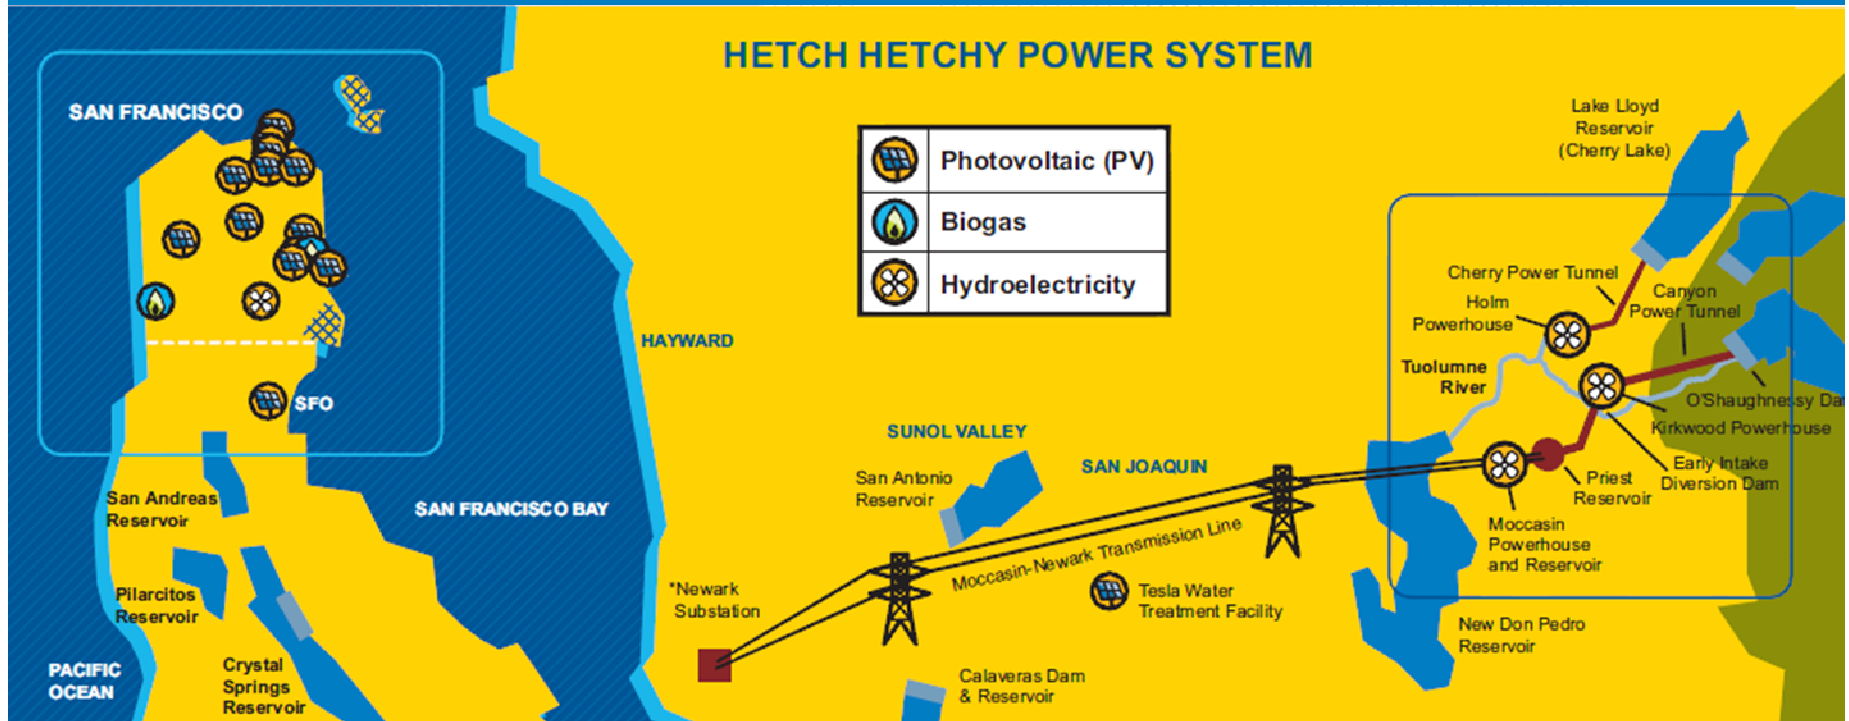 HETCH HETCHY POWER SYSTEM
SAN FRANCISCO
Photovoltaic (PV)
Biogas
Hydroelectricity
Lake Lloyd
Reservoir
(Cherry Lake)
Cherry Power Tunnel
Holm
Powerhouse
Canyon
Power Tunnel
HAYWARD
Tuolumne
River
SFO
O'Shaughnessy Da
Kirkwood Powerhouse
SUNOL VALLEY
SAN JOAQUIN
San Antonio
Reservoir
Early Intake
Diversion Dam
Priest
Reservoir
San Andreas
Reservoir
SAN FRANCISCO BAY
Moccasin
Powerhouse
and Reservoir
Moccasin-Newark Transmission Line
*Newark
Substation
Tesla Water
Treatment Facility
Pilarcitos
Reservoir
New Don Pedro
Reservoir
PACIFIC
OCEAN
Crystal
Springs
Reservoir
Calaveras Dam
& Reservoir